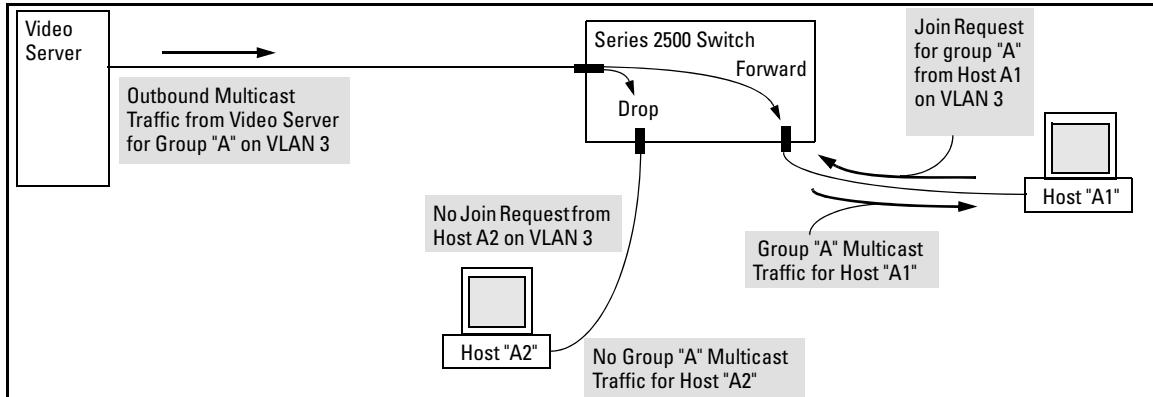 Video
Server
Outbound Multicast
Traffic from Video Server
for Group "A" on VLAN 3
Series 2500 Switch
Forward
Drop
Join Request
for group "A"
from Host A1
on VLAN 3
Host "A1"
No Join Request from
Host A2 on VLAN 3
Group "A" Multicast
Traffic for Host "A1"
Host "A2"
No Group "A" Multicast
Traffic for Host "A2"